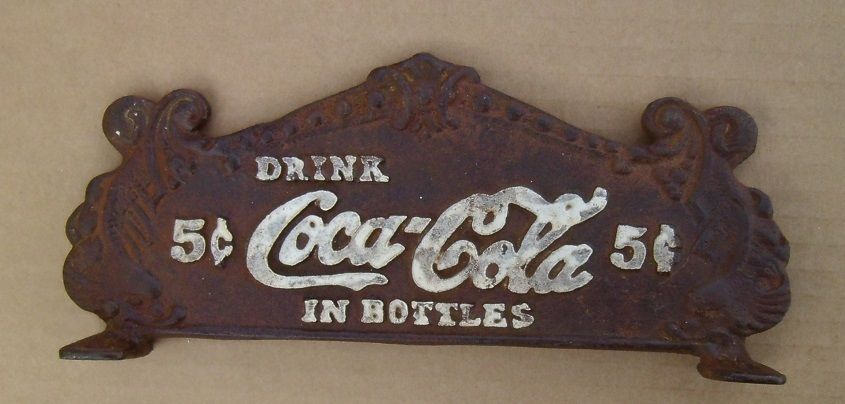 DRINK
5¢ Coca-Cola 5¢
IN BOTTLES